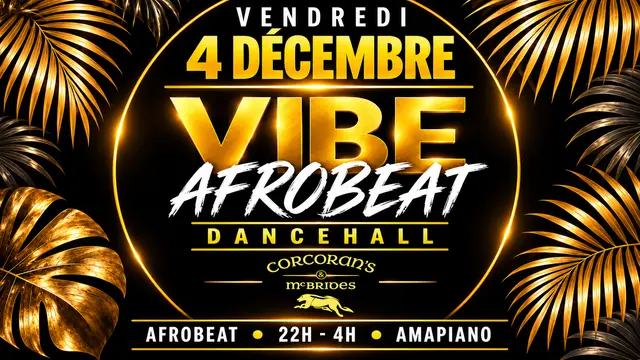 VENDREDI
4 DÉCEMBRE
VIBE
AFROBEAT
DANCEHALL
CORCORAN'S
&
McBRIDES
AFROBEAT • 22H - 4H • AMAPIANO